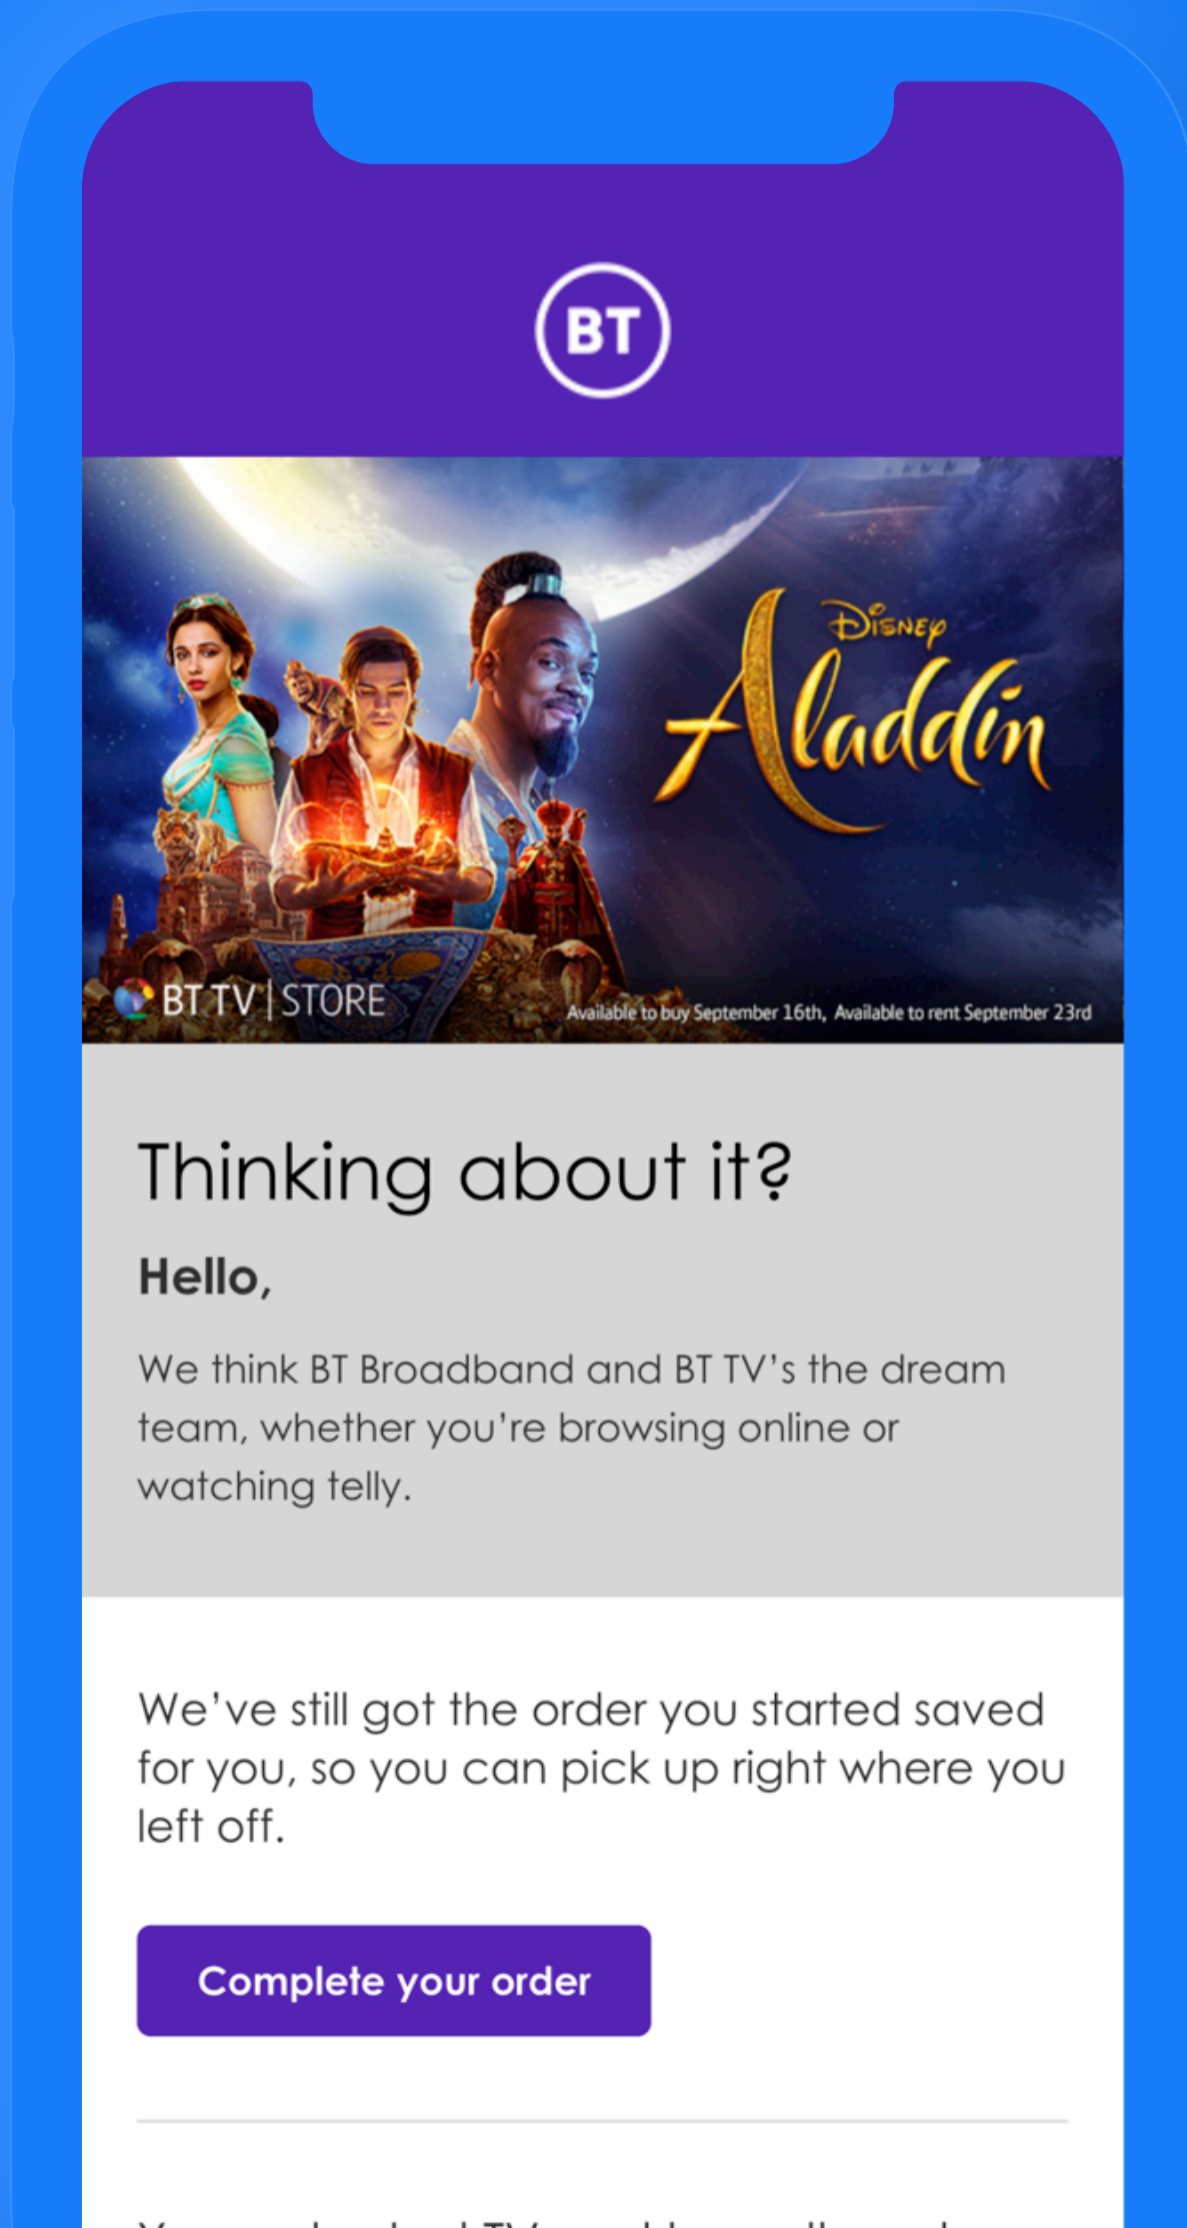 BT
DISNEY
Aladdin
BT TV | STORE
Available to buy September 16th, Available to rent September 23rd
Thinking about it?
Hello,
We think BT Broadband and BT TV’s the dream
team, whether you’re browsing online or
watching telly.
We’ve still got the order you started saved
for you, so you can pick up right where you
left off.
Complete your order